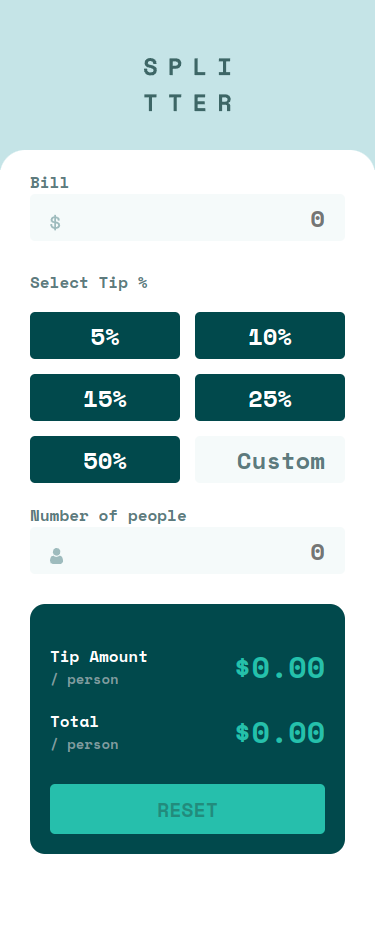 SPLI
TTER
Bill
$ 0
Select Tip %
5% 10%
15% 25%
50% Custom
Number of people
0
Tip Amount
/ person
$0.00
Total
/ person
$0.00
RESET